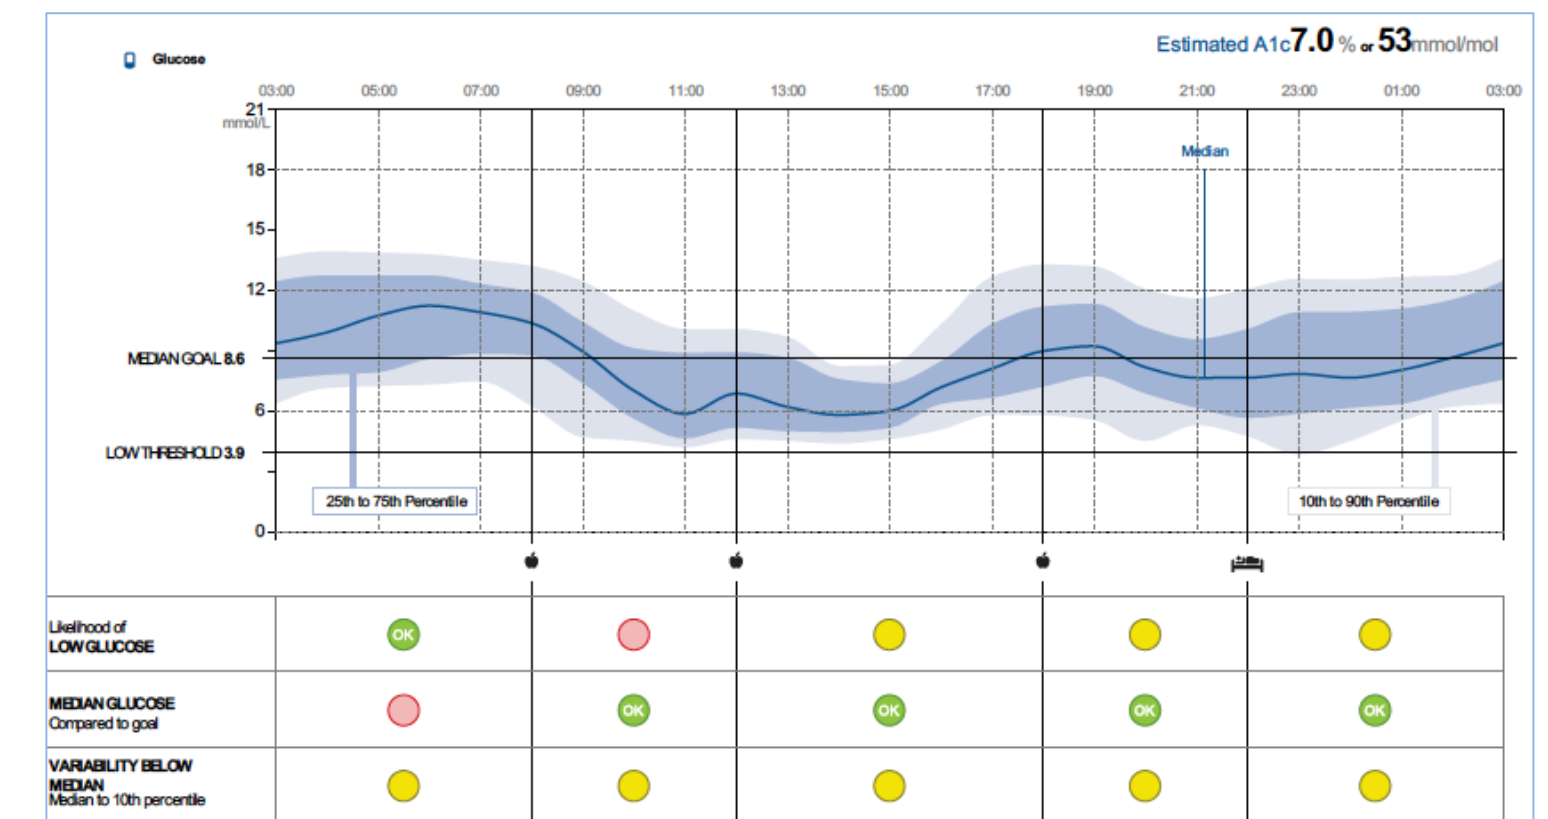 Estimated A1c7.0 % or 53mmol/mol
Glucose
03:00 05:00 07:00 09:00 11:00 13:00 15:00 17:00 19:00 21:00 23:00 01:00 03:00
21
mmol/L
Median
18
15
12
MEDIAN GOAL 8.6
6
LOW THRESHOLD 3.9
25th to 75th Percentile
10th to 90th Percentile
0
Likelihood of
LOW GLUCOSE
OK
MEDIAN GLUCOSE
Compared to goal
OK OK OK OK
VARIABILITY BELOW
MEDIAN
Median to 10th percentile